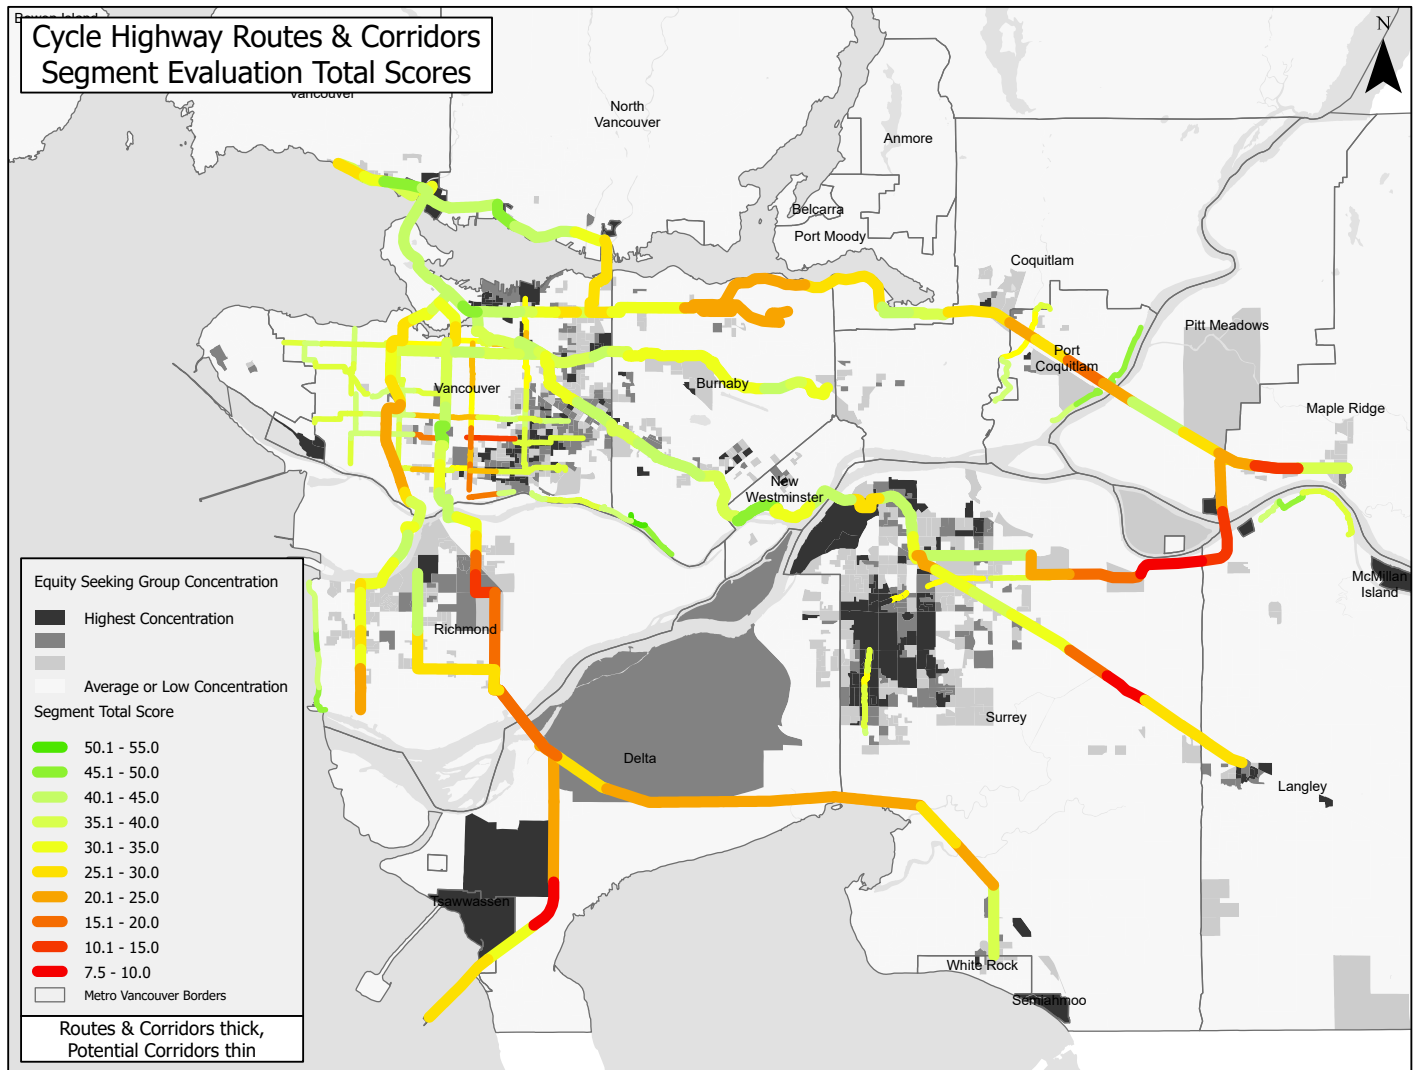 Bowen Island
Cycle Highway Routes & Corridors
Segment Evaluation Total Scores
N
Vancouver
North
Vancouver
Anmore
Belcarra
Port Moody
Coquitlam
Pitt Meadows
Port
Coquitlam
Vancouver
Burnaby
Maple Ridge
New
Westminster
McMillan
Island
Richmond
Surrey
Delta
Langley
Tsawwassen
White Rock
Semiahmoo
Equity Seeking Group Concentration
Highest Concentration
Average or Low Concentration
Segment Total Score
50.1 - 55.0
45.1 - 50.0
40.1 - 45.0
35.1 - 40.0
30.1 - 35.0
25.1 - 30.0
20.1 - 25.0
15.1 - 20.0
10.1 - 15.0
7.5 - 10.0
Metro Vancouver Borders
Routes & Corridors thick,
Potential Corridors thin